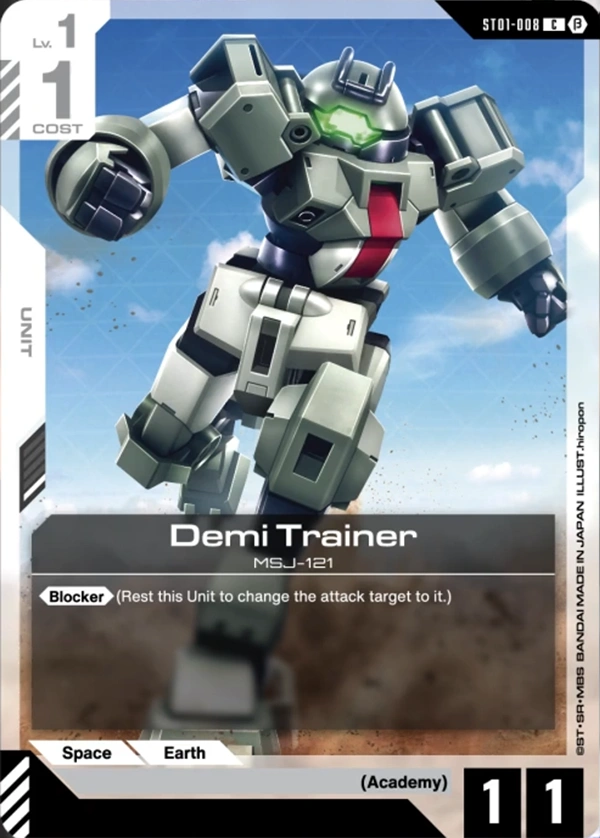 Lv. 1
1
COST
ST01-008 C β
UNIT
Demi Trainer
MSJ-121
Blocker (Rest this Unit to change the attack target to it.)
Space Earth
(Academy)
1 1
©ST・SR・MBS BANDAI MADE IN JAPAN ILLUST.hiropon